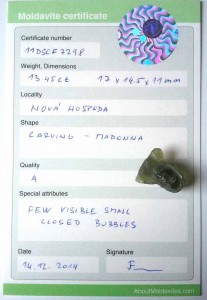 Moldavite certificate
Certificate number
11DSCE7298
Weight, Dimensions
13.45ct 17 x 14.5 x 11mm
Locality
NOVÁ HOSPODA
Shape
CARVING - MADONNA
Quality
A
Special attributes
FEW VISIBLE SMALL
CLOSED BUBBLES
Date
Signature
14.12.2014
AboutMoldavites.com